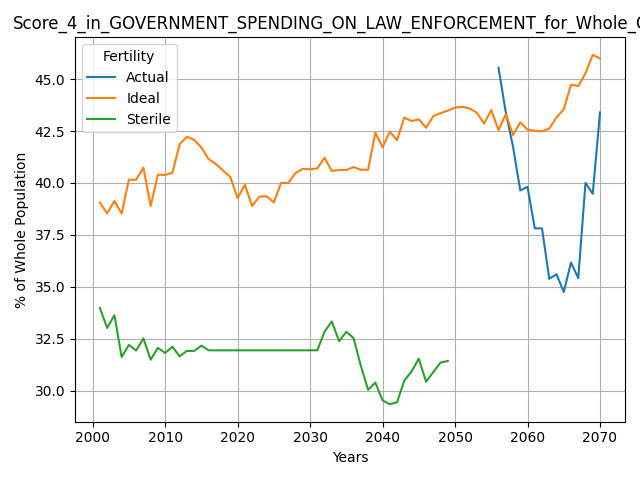 Score_4_in_GOVERNMENT_SPENDING_ON_LAW_ENFORCEMENT_for_Whole_
Fertility
Actual
Ideal
Sterile
% of Whole Population
45.0
42.5
40.0
37.5
35.0
32.5
30.0
2000
2010
2020
2030
2040
2050
2060
2070
Years